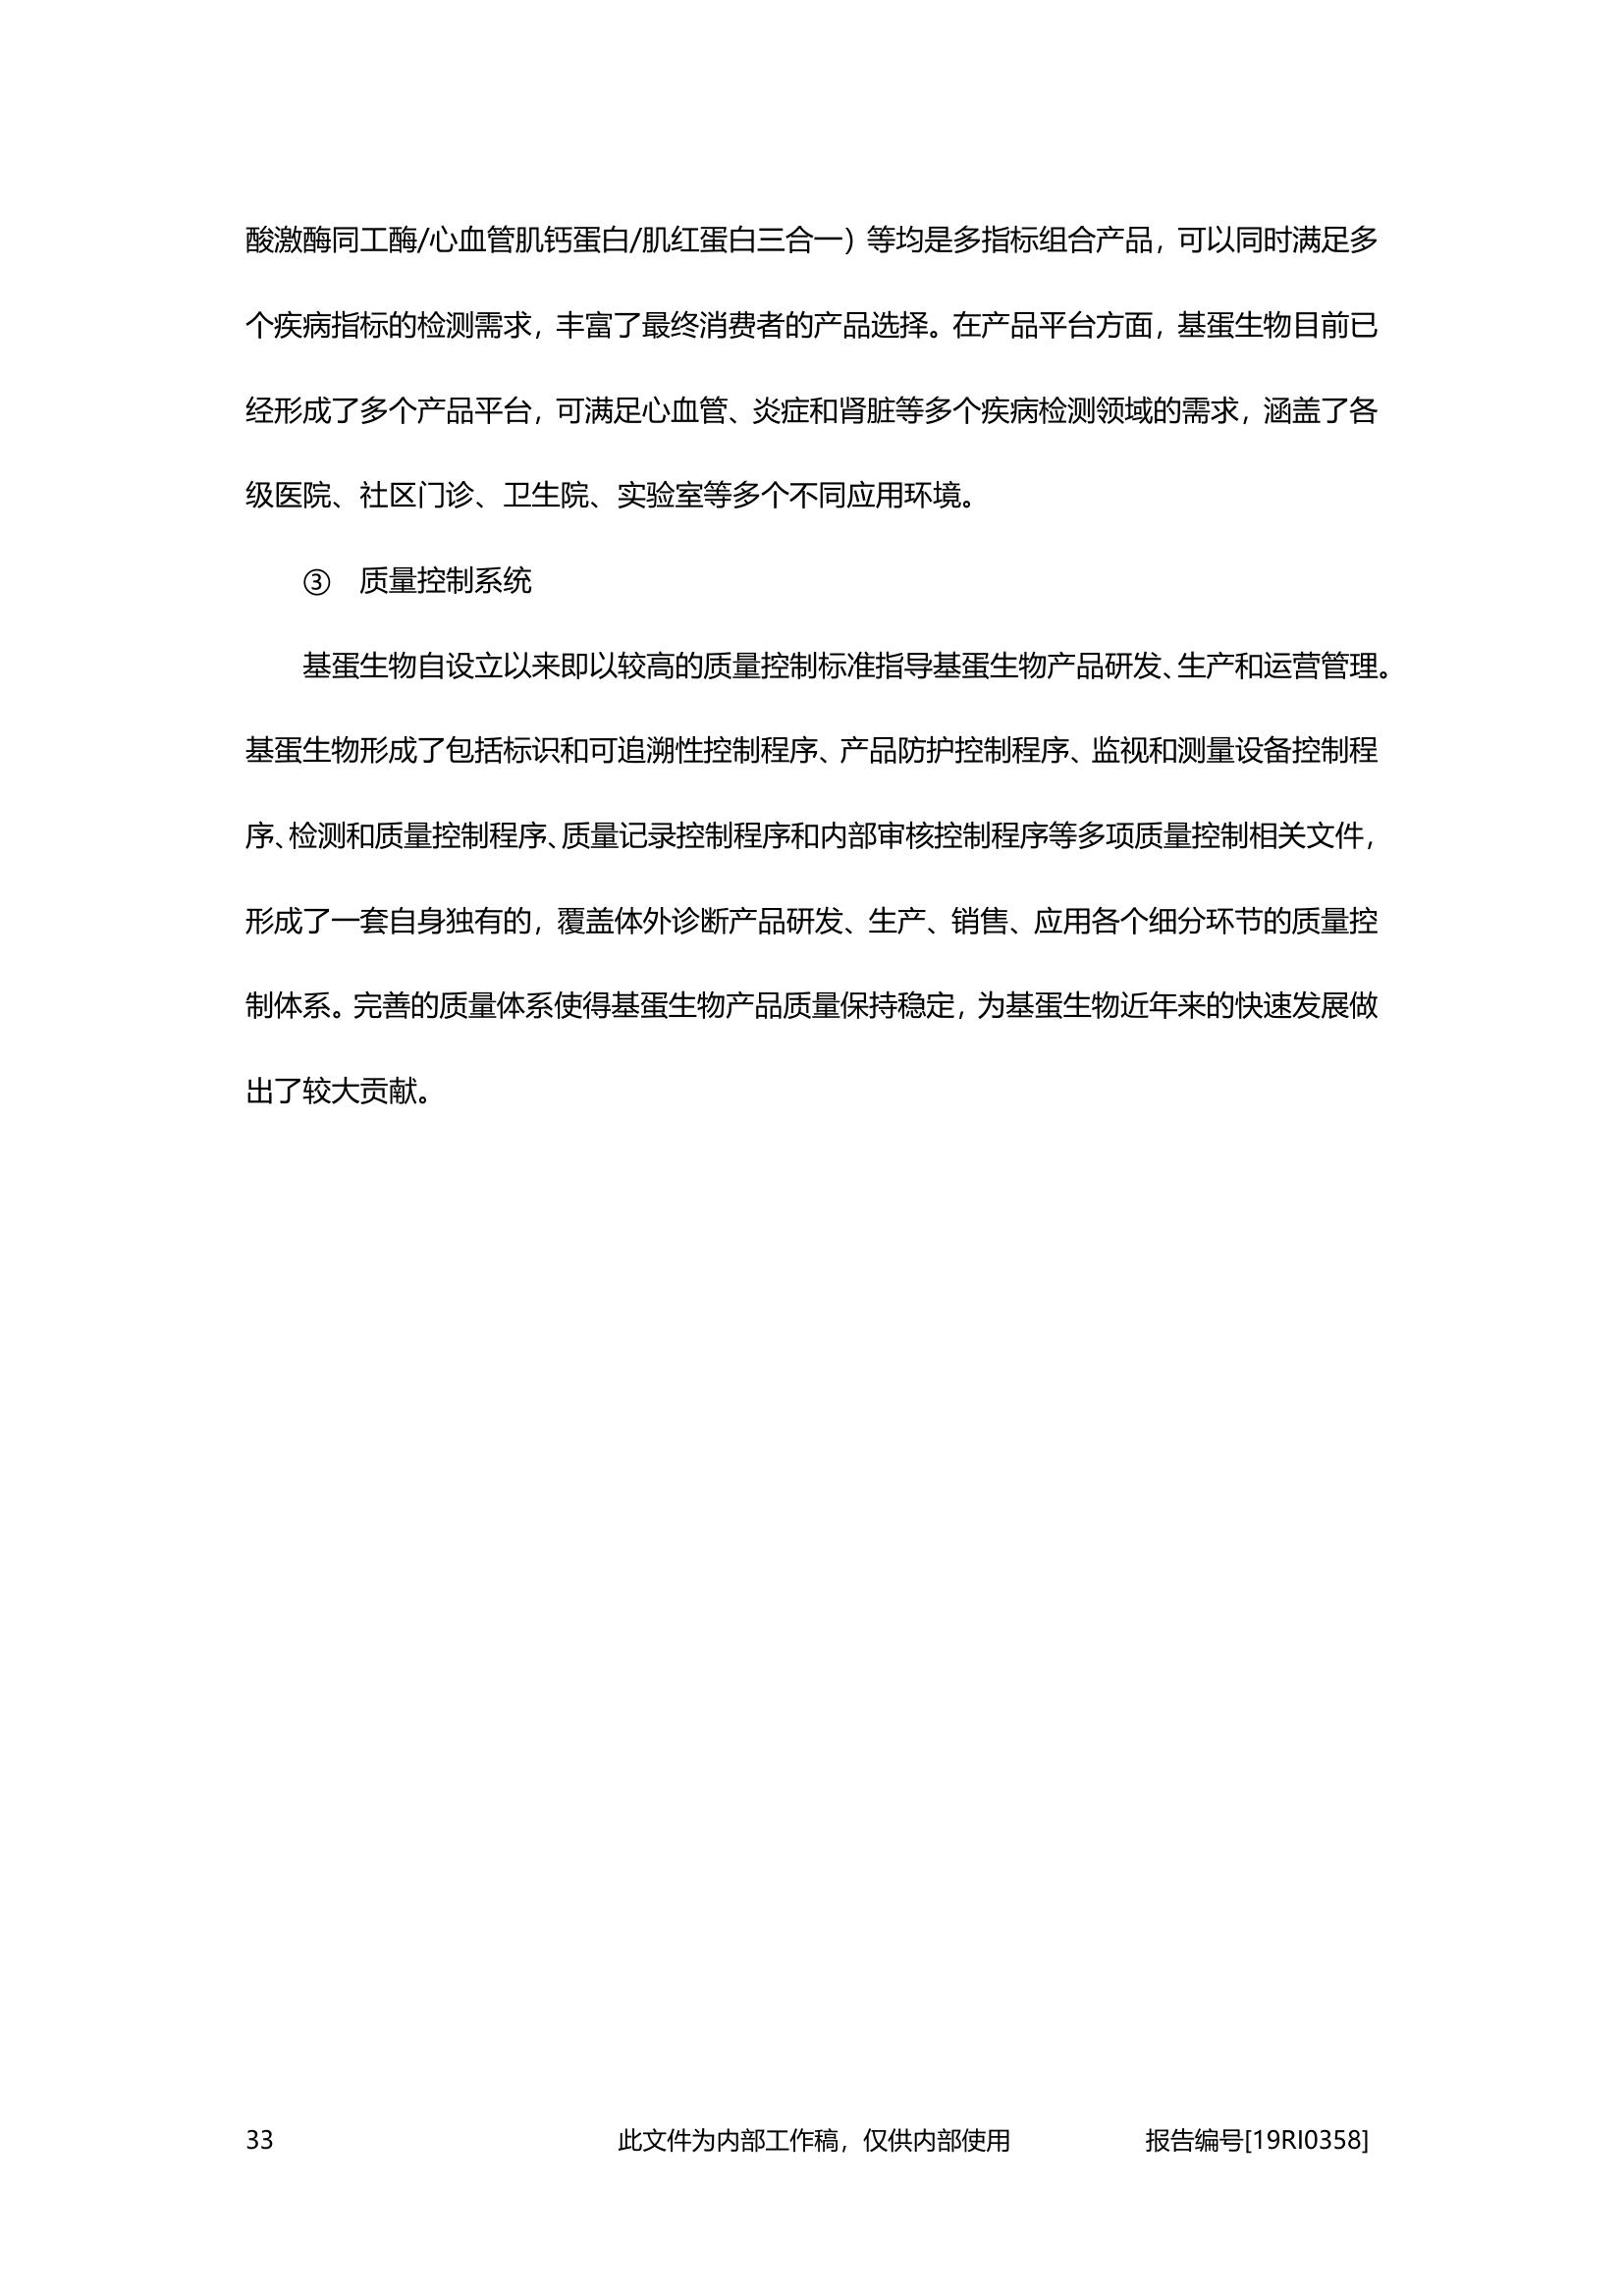 酸激酶同工酶/心血管肌钙蛋白/肌红蛋白三合一）等均是多指标组合产品，可以同时满足多
个疾病指标的检测需求，丰富了最终消费者的产品选择。在产品平台方面，基蛋生物目前已
经形成了多个产品平台，可满足心血管、炎症和肾脏等多个疾病检测领域的需求，涵盖了各
级医院、社区门诊、卫生院、实验室等多个不同应用环境。
③ 质量控制系统
基蛋生物自设立以来即以较高的质量控制标准指导基蛋生物产品研发、生产和运营管理。
基蛋生物形成了包括标识和可追溯性控制程序、产品防护控制程序、监视和测量设备控制程
序、检测和质量控制程序、质量记录控制程序和内部审核控制程序等多项质量控制相关文件，
形成了一套自身独有的，覆盖体外诊断产品研发、生产、销售、应用各个细分环节的质量控
制体系。完善的质量体系使得基蛋生物产品质量保持稳定，为基蛋生物近年来的快速发展做
出了较大贡献。
33 此文件为内部工作稿，仅供内部使用 报告编号[19RI0358]